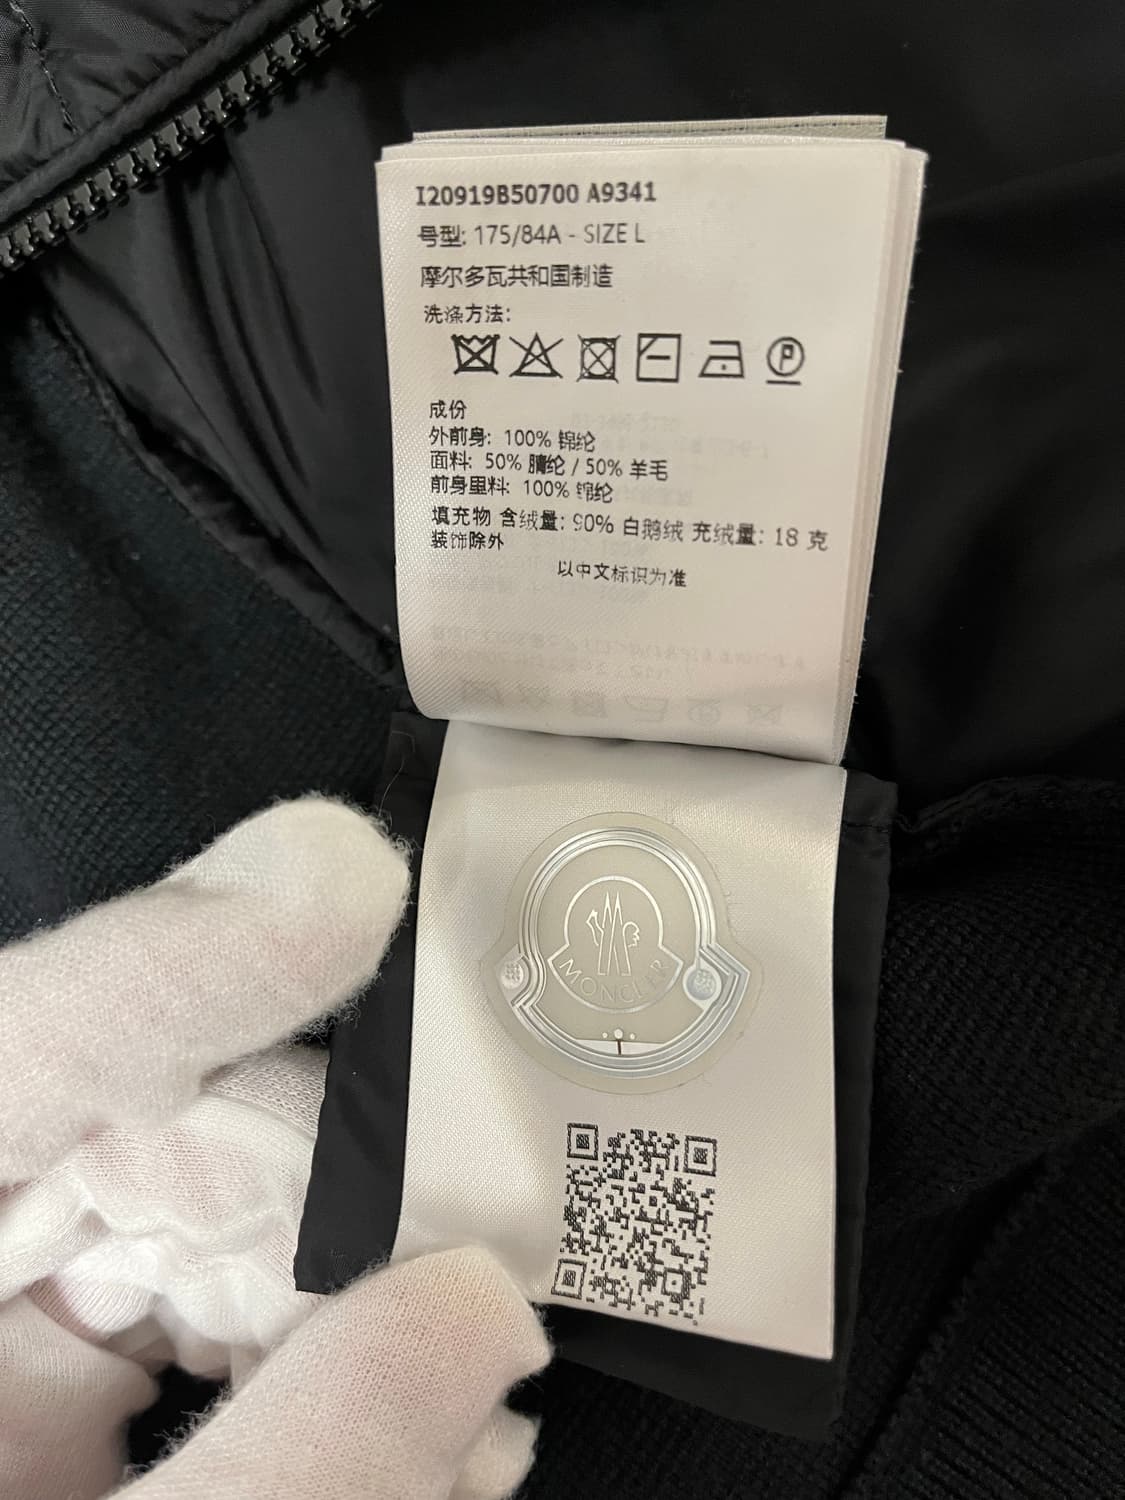 I20919B50700 A9341
号型: 175/84A - SIZE L
摩尔多瓦共和国制造
洗涤方法:
P
成份
外前身: 100% 锦纶
面料: 50% 腈纶 / 50% 羊毛
前身里料: 100% 锦纶
填充物 含绒量: 90% 白鹅绒 充绒量: 18 克
装饰除外
以中文标识为准
MONCLER